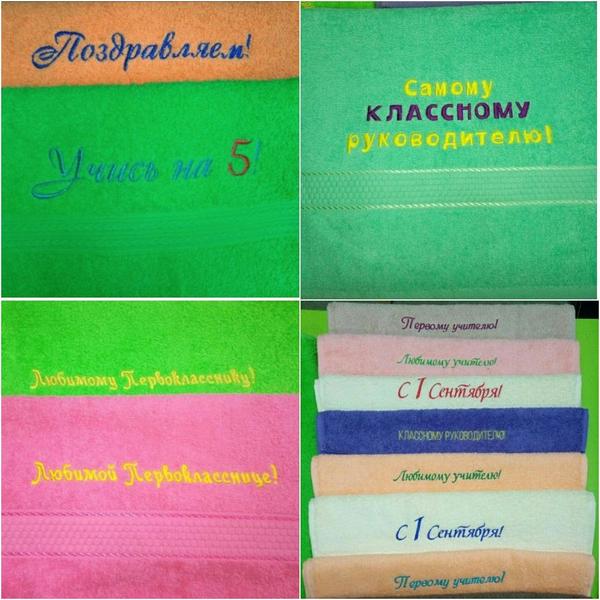 Поздравляем!
Учись на 5!
Самому
КЛАССНОМУ
руководителю!
Любимому Первокласснику!
Любимой Первокласснице!
Первому учителю!
Любимому учителю!
С 1 Сентября!
КЛАССНОМУ РУКОВОДИТЕЛЮ!
Любимому учителю!
С 1 Сентября!
Первому учителю!